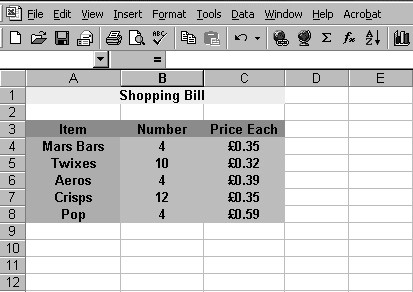 File Edit View Insert Format Tools Data Window Help Acrobat
ABC Σ fx A Z
=
A B C D E
1 Shopping Bill
2
3 Item Number Price Each
4 Mars Bars 4 £0.35
5 Twixes 10 £0.32
6 Aeros 4 £0.39
7 Crisps 12 £0.35
8 Pop 4 £0.59
9
10
11
12